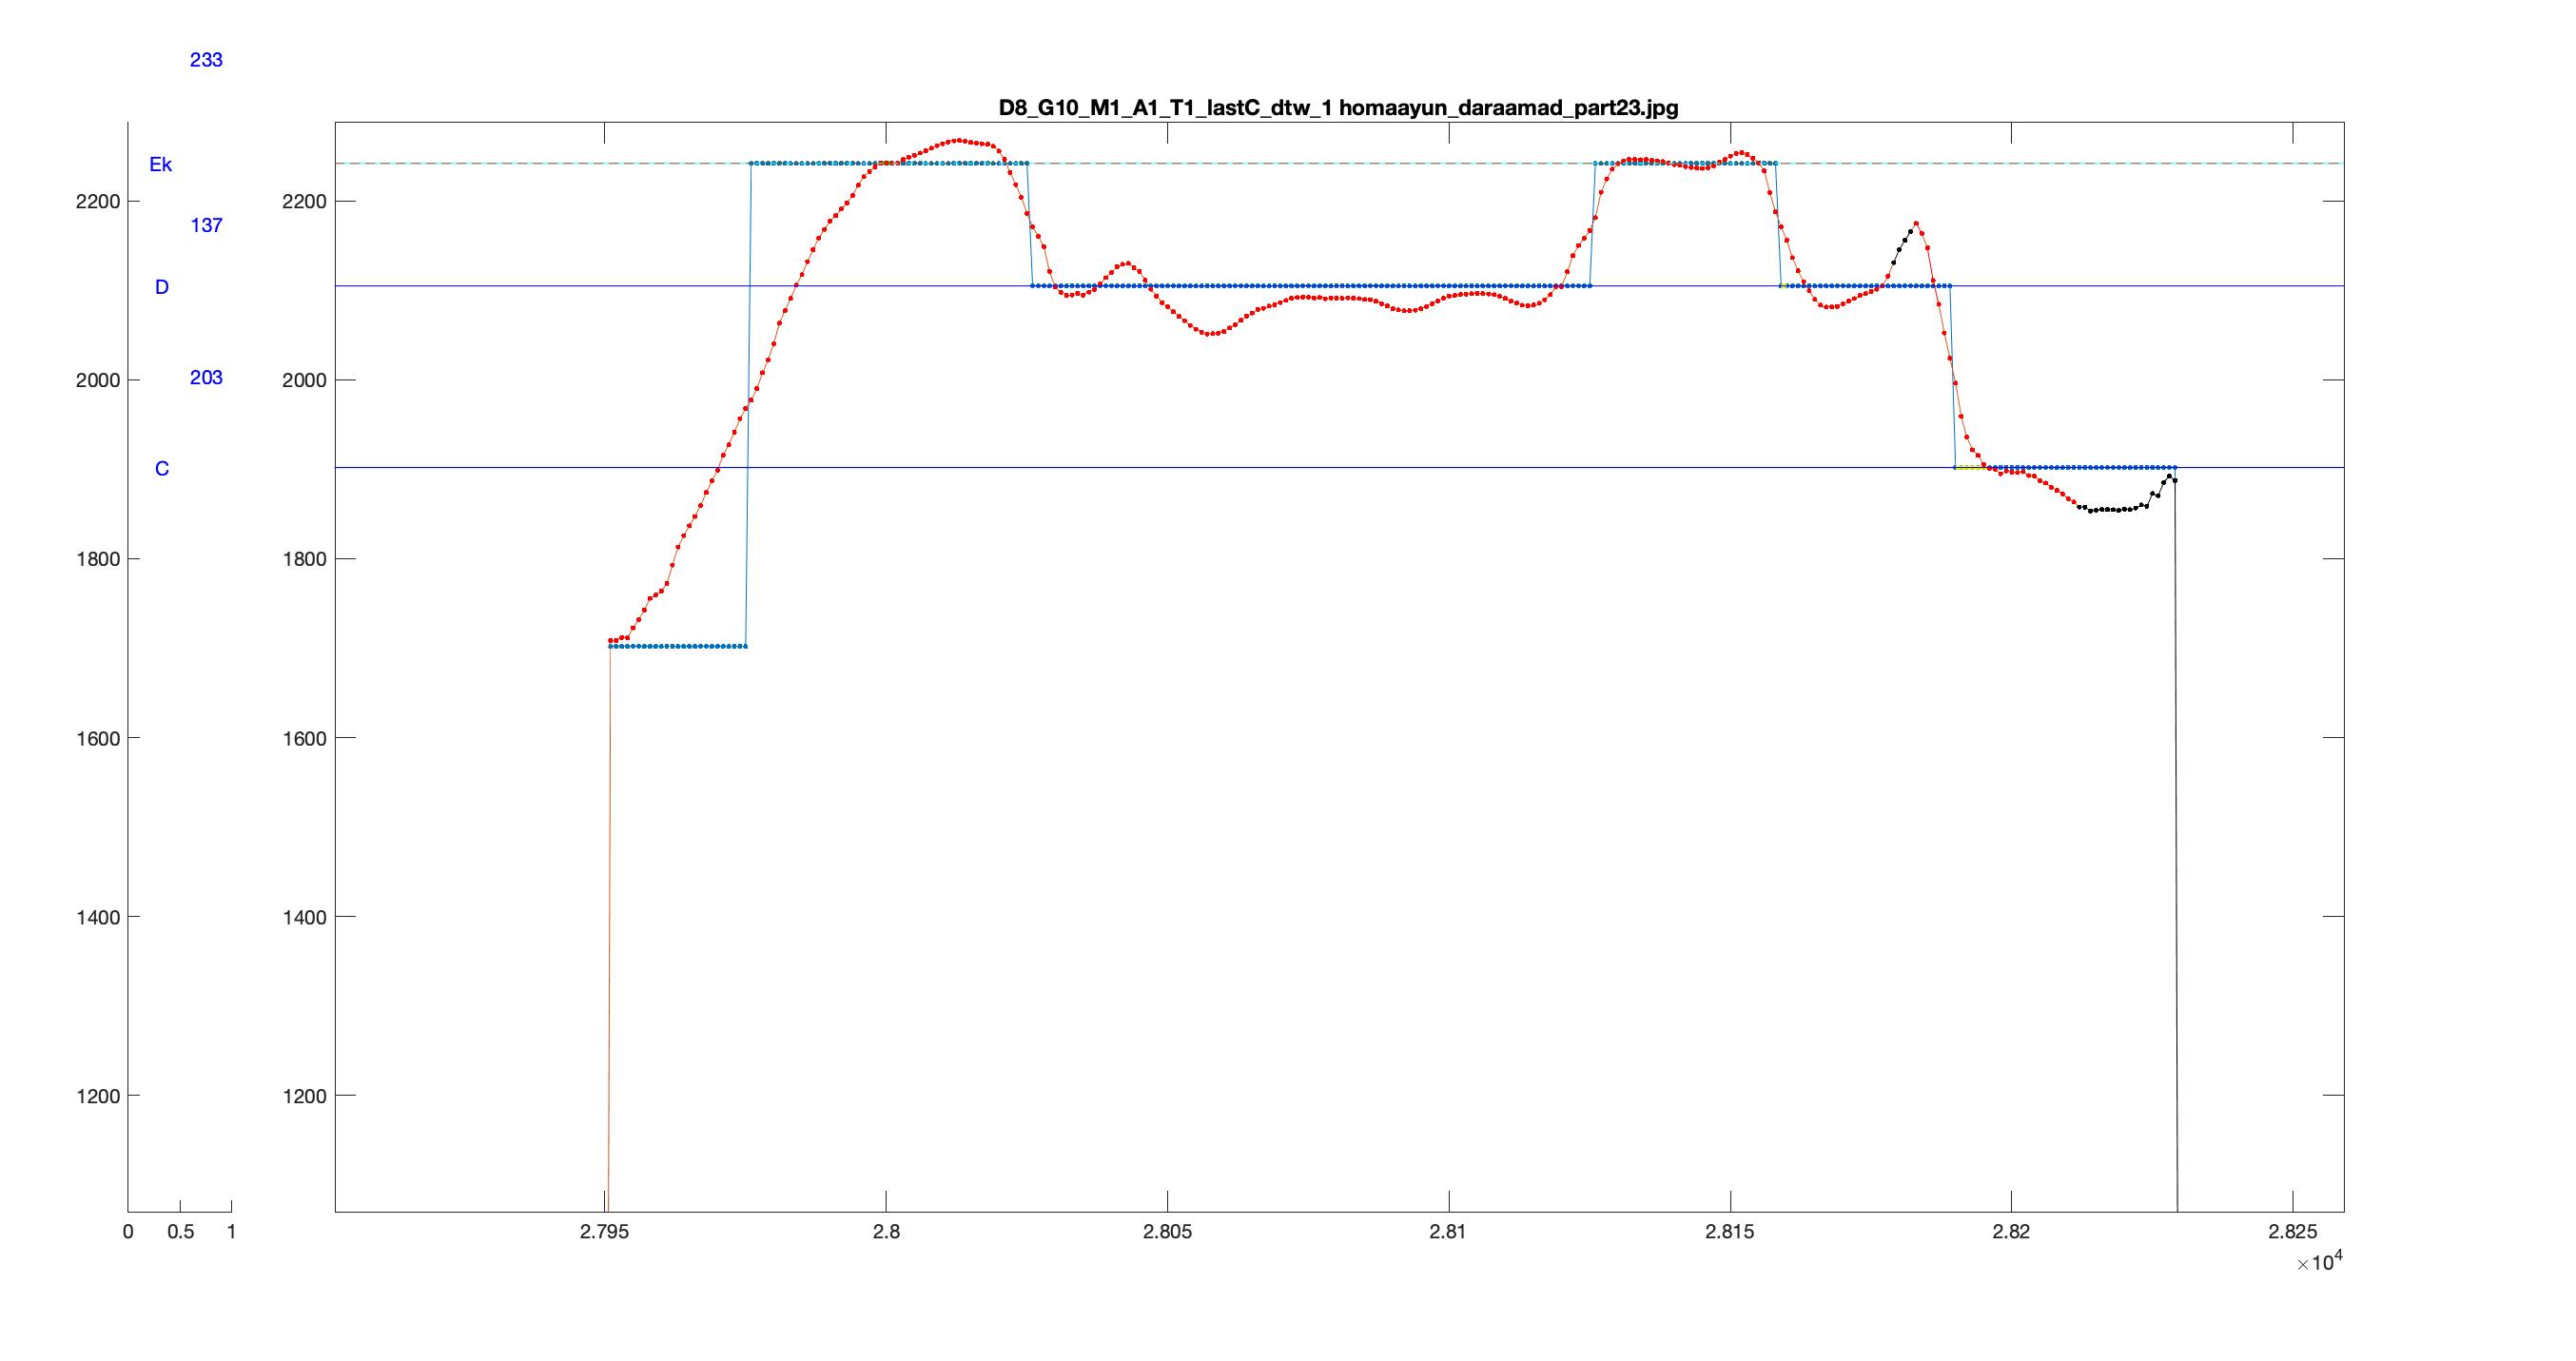 233
D8_G10_M1_A1_T1_lastC_dtw_1 homaayun_daraamad_part23.jpg
Ek
2200 2200
137
D
2000 2000
203
C
1800 1800
1600 1600
1400 1400
1200 1200
0 0.5 1 2.795 2.8 2.805 2.81 2.815 2.82 2.825
×10⁴